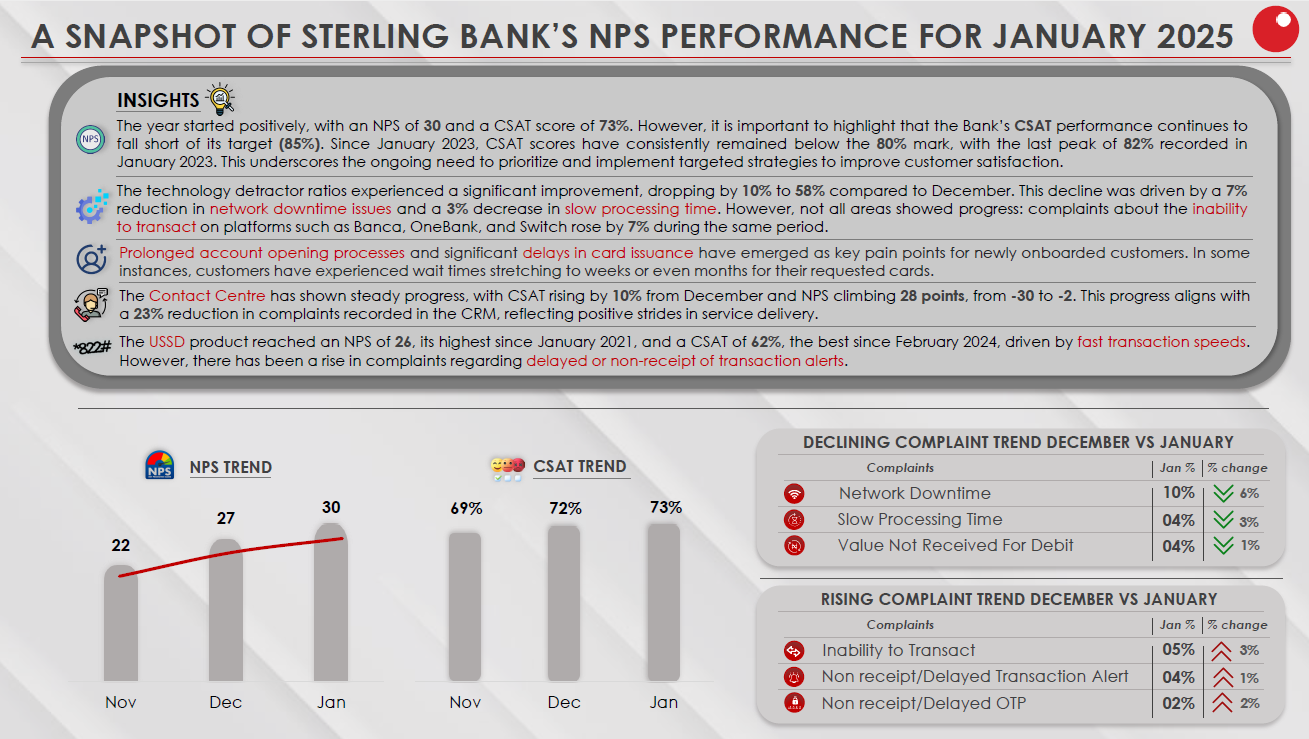 A SNAPSHOT OF STERLING BANK'S NPS PERFORMANCE FOR JANUARY 2025
INSIGHTS
NPS
The year started positively, with an NPS of 30 and a CSAT score of 73%. However, it is important to highlight that the Bank's CSAT performance continues to
fall short of its target (85%). Since January 2023, CSAT scores have consistently remained below the 80% mark, with the last peak of 82% recorded in
January 2023. This underscores the ongoing need to prioritize and implement targeted strategies to improve customer satisfaction.
The technology detractor ratios experienced a significant improvement, dropping by 10% to 58% compared to December. This decline was driven by a 7%
reduction in network downtime issues and a 3% decrease in slow processing time. However, not all areas showed progress: complaints about the inability
to transact on platforms such as Banca, OneBank, and Switch rose by 7% during the same period.
Prolonged account opening processes and significant delays in card issuance have emerged as key pain points for newly onboarded customers. In some
instances, customers have experienced wait times stretching to weeks or even months for their requested cards.
The Contact Centre has shown steady progress, with CSAT rising by 10% from December and NPS climbing 28 points, from -30 to -2. This progress aligns with
a 23% reduction in complaints recorded in the CRM, reflecting positive strides in service delivery.
*822#
The USSD product reached an NPS of 26, its highest since January 2021, and a CSAT of 62%, the best since February 2024, driven by fast transaction speeds.
However, there has been a rise in complaints regarding delayed or non-receipt of transaction alerts.
NPS
NPS TREND
22
27
30
Nov
Dec
Jan
CSAT TREND
69%
72%
73%
Nov
Dec
Jan
DECLINING COMPLAINT TREND DECEMBER VS JANUARY
Complaints Jan % % change
Network Downtime 10% 6%
Slow Processing Time 04% 3%
Value Not Received For Debit 04% 1%
RISING COMPLAINT TREND DECEMBER VS JANUARY
Complaints Jan % % change
Inability to Transact 05% 3%
Non receipt/Delayed Transaction Alert 04% 1%
Non receipt/Delayed OTP 02% 2%